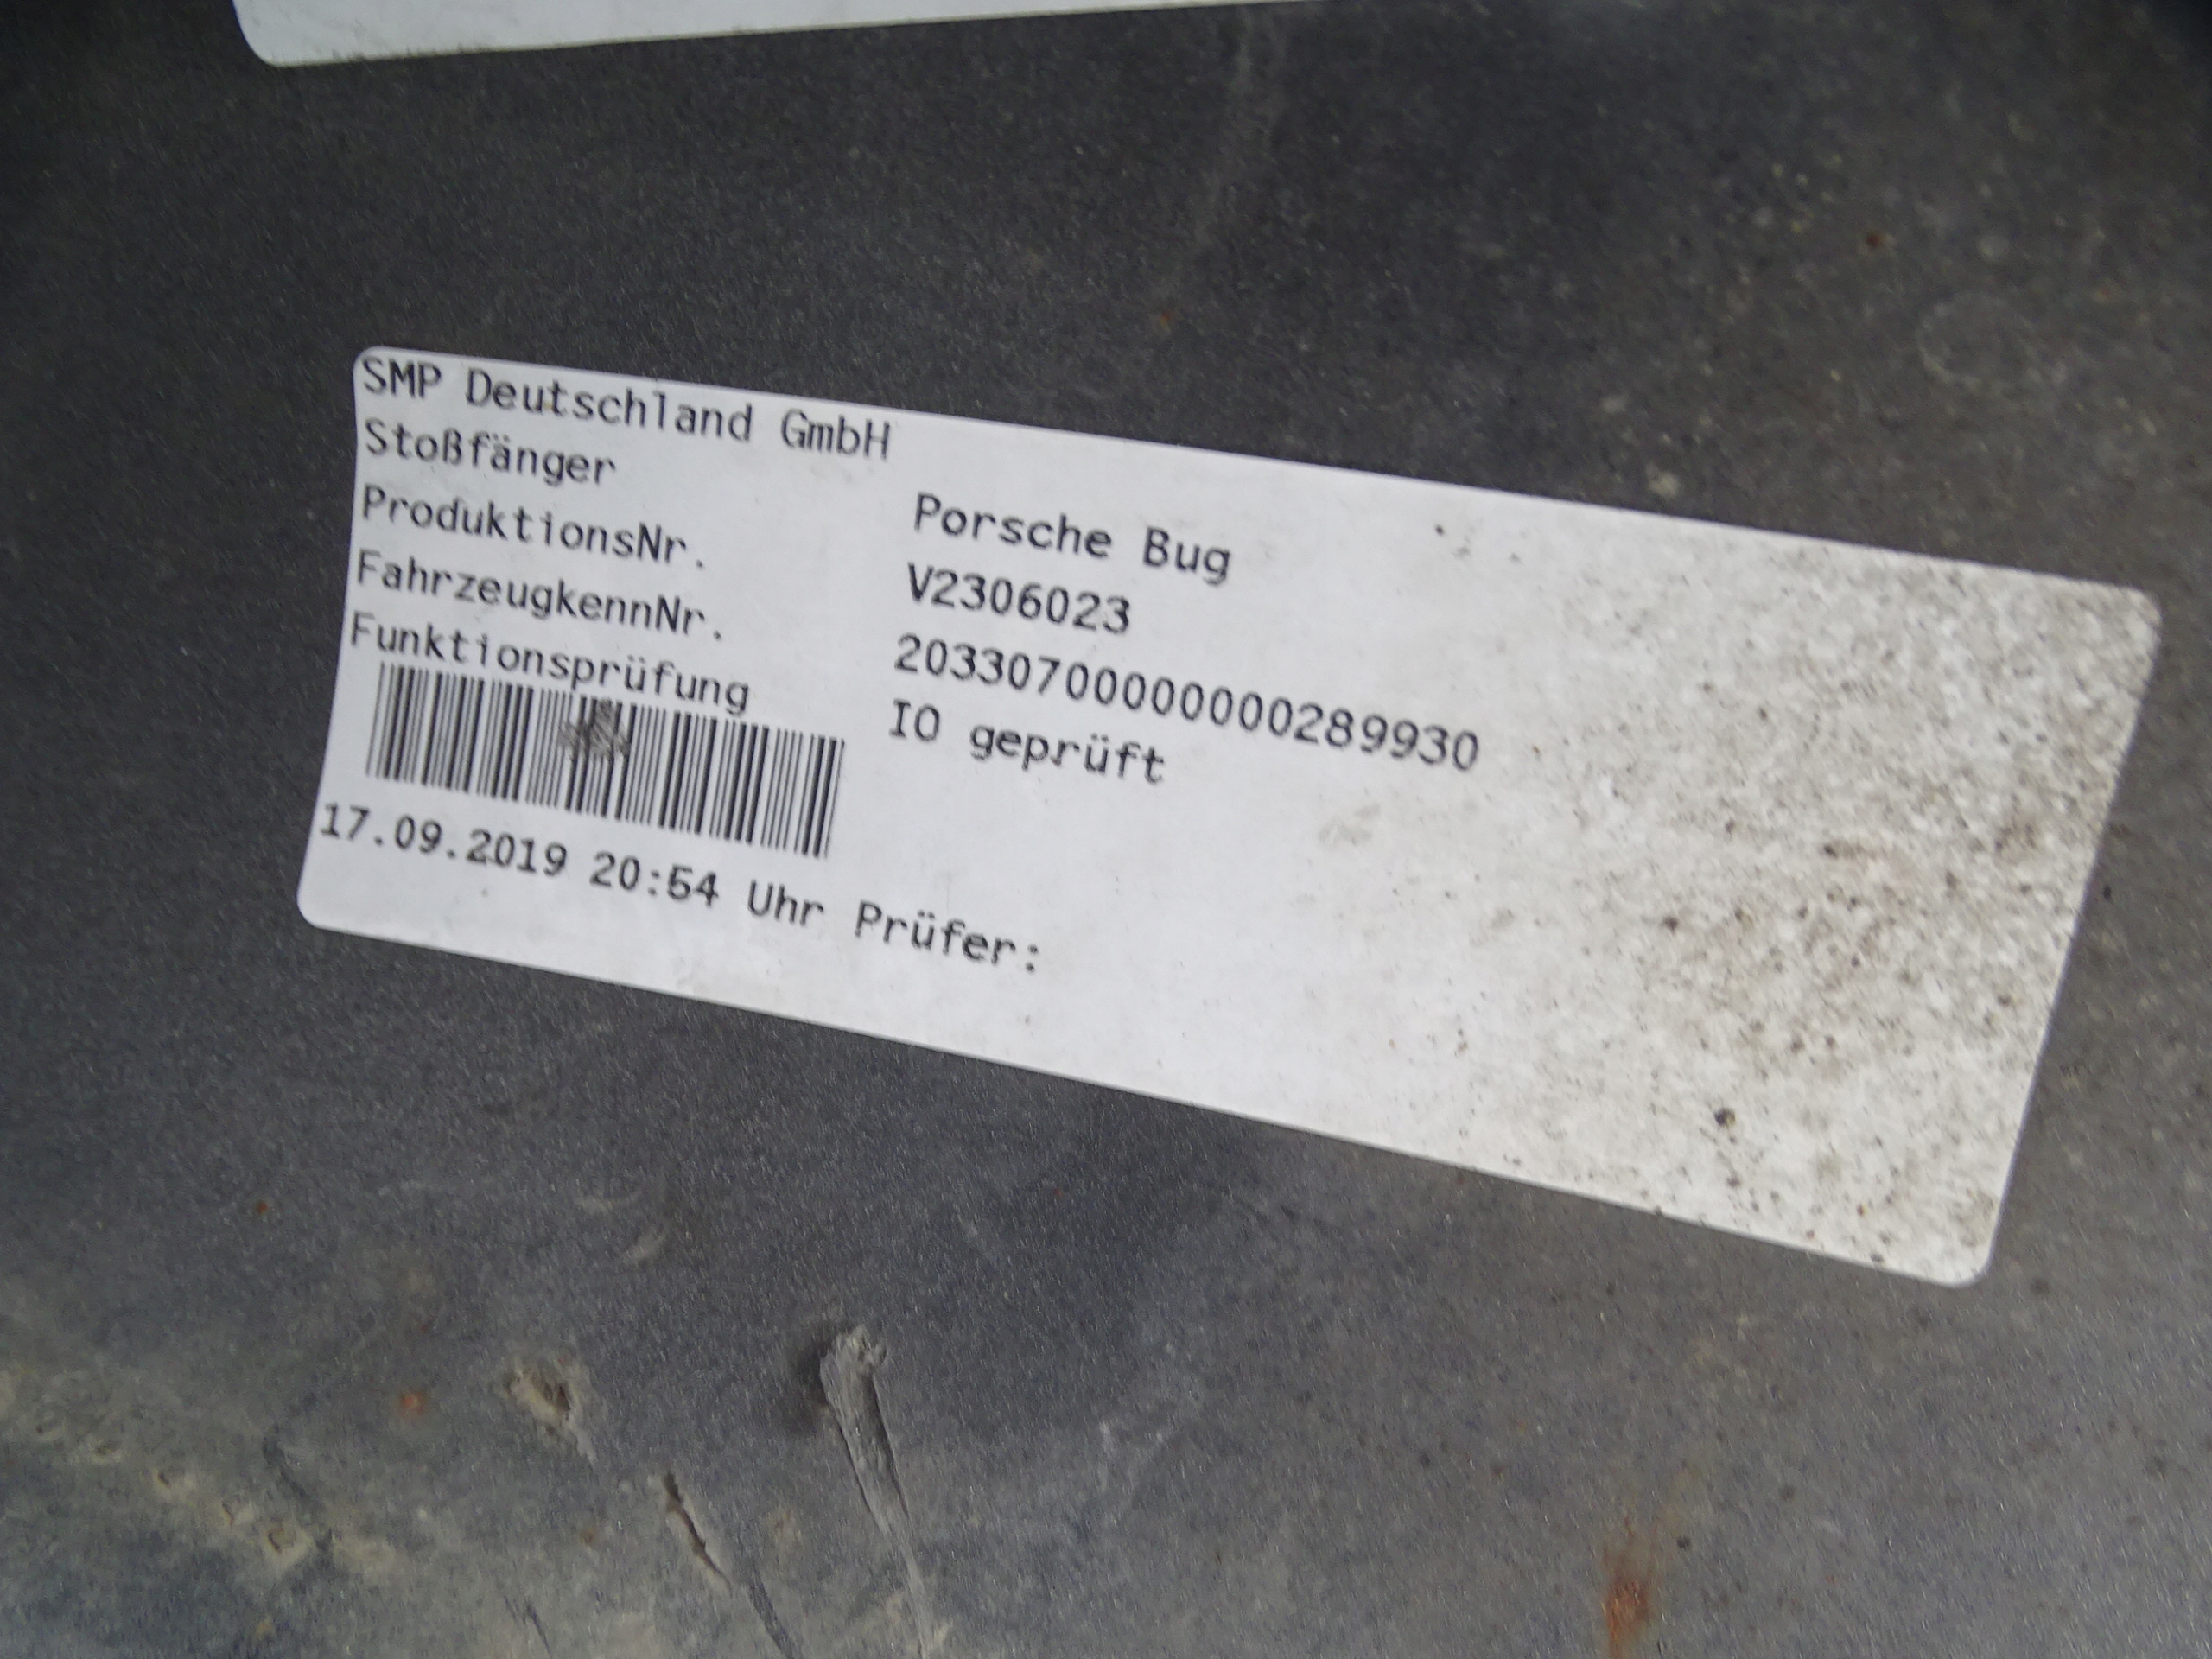 SMP Deutschland GmbH
Stoßfänger Porsche Bug
ProduktionsNr. V2306023
FahrzeugkennNr. 20330700000000289930
Funktionsprüfung IO geprüft
17.09.2019 20:54 Uhr Prüfer: